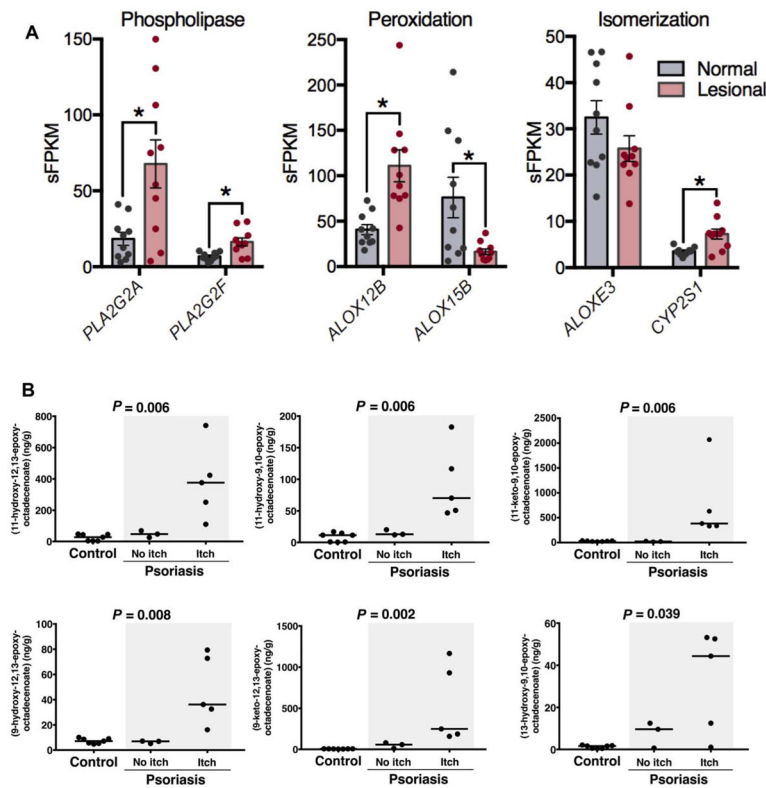 A
Phospholipase
Peroxidation
Isomerization
sFPKM
150
100
50
0
*
*
PLA2G2A
PLA2G2F
sFPKM
250
200
150
100
50
0
*
*
ALOX12B
ALOX15B
sFPKM
50
40
30
20
10
0
*
Normal
Lesional
ALOXE3
CYP2S1
B
P = 0.006
(11-hydroxy-12,13-epoxy-
octadecenoate) (ng/g)
800
600
400
200
0
Control
No itch
Itch
Psoriasis
P = 0.006
(11-hydroxy-9,10-epoxy-
octadecenoate) (ng/g)
200
150
100
50
0
Control
No itch
Itch
Psoriasis
P = 0.006
(11-keto-9,10-epoxy-
octadecenoate) (ng/g)
2500
2000
1500
1000
500
0
Control
No itch
Itch
Psoriasis
P = 0.008
(9-hydroxy-12,13-epoxy-
octadecenoate) (ng/g)
100
80
60
40
20
0
Control
No itch
Itch
Psoriasis
P = 0.002
(9-keto-12,13-epoxy-
octadecenoate) (ng/g)
1500
1000
500
0
Control
No itch
Itch
Psoriasis
P = 0.039
(13-hydroxy-9,10-epoxy-
octadecenoate) (ng/g)
60
40
20
0
Control
No itch
Itch
Psoriasis